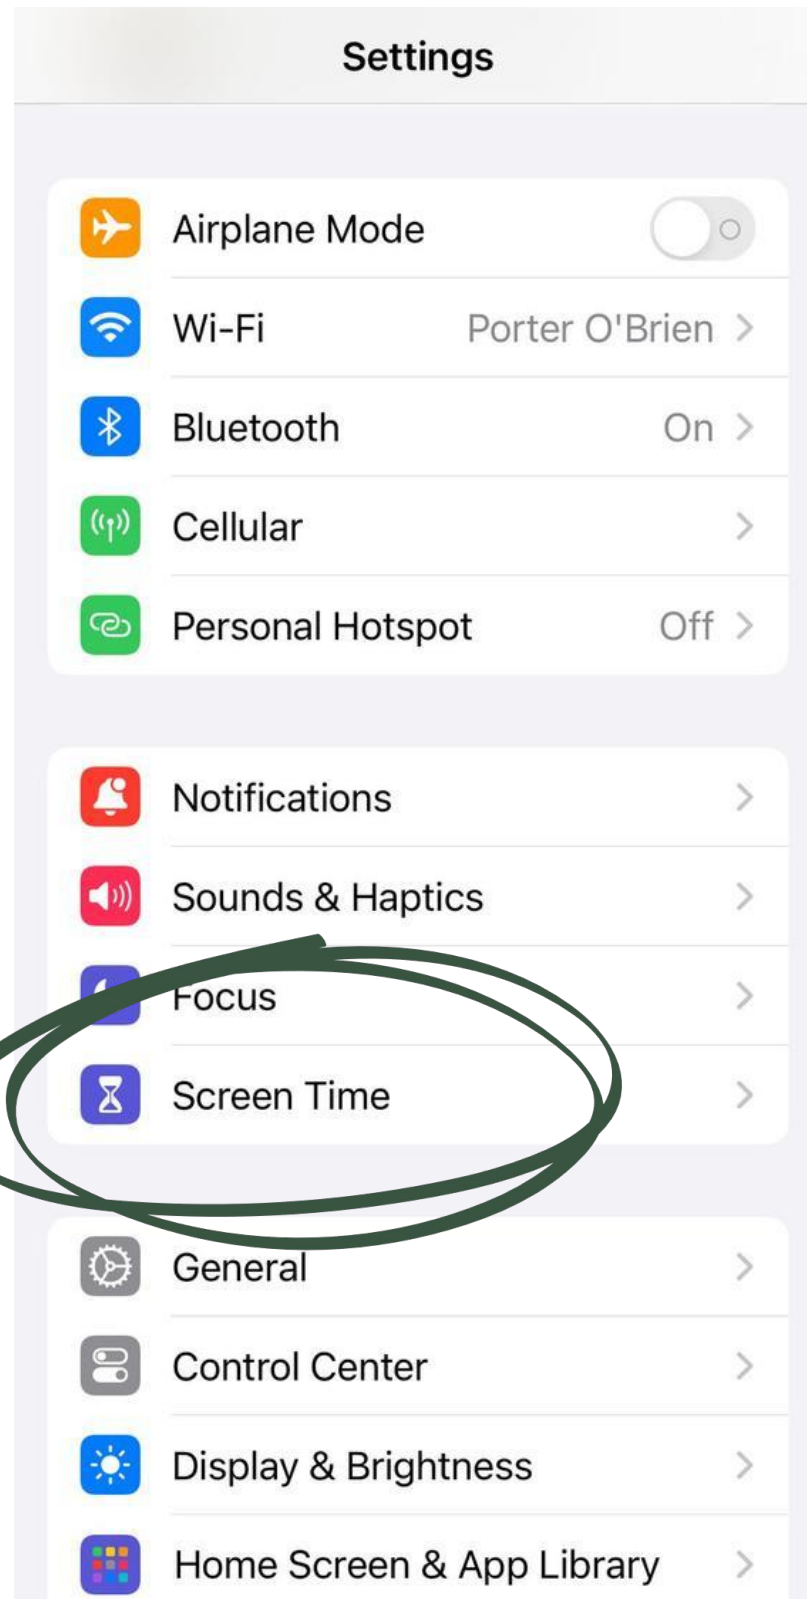 Settings
Airplane Mode
Wi-Fi Porter O'Brien
Bluetooth On
Cellular
Personal Hotspot Off
Notifications
Sounds & Haptics
Focus
Screen Time
General
Control Center
Display & Brightness
Home Screen & App Library